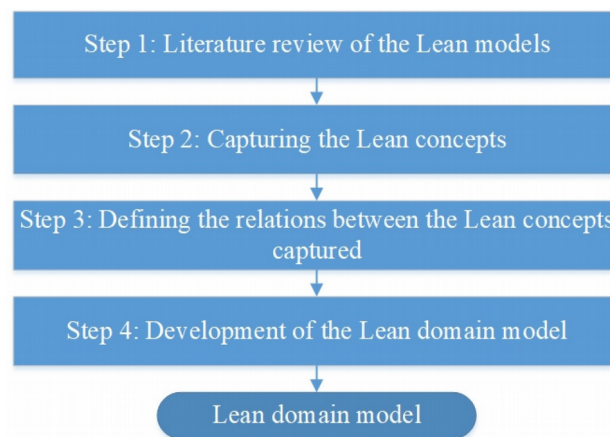 Step 1: Literature review of the Lean models
Step 2: Capturing the Lean concepts
Step 3: Defining the relations between the Lean concepts
captured
Step 4: Development of the Lean domain model
Lean domain model